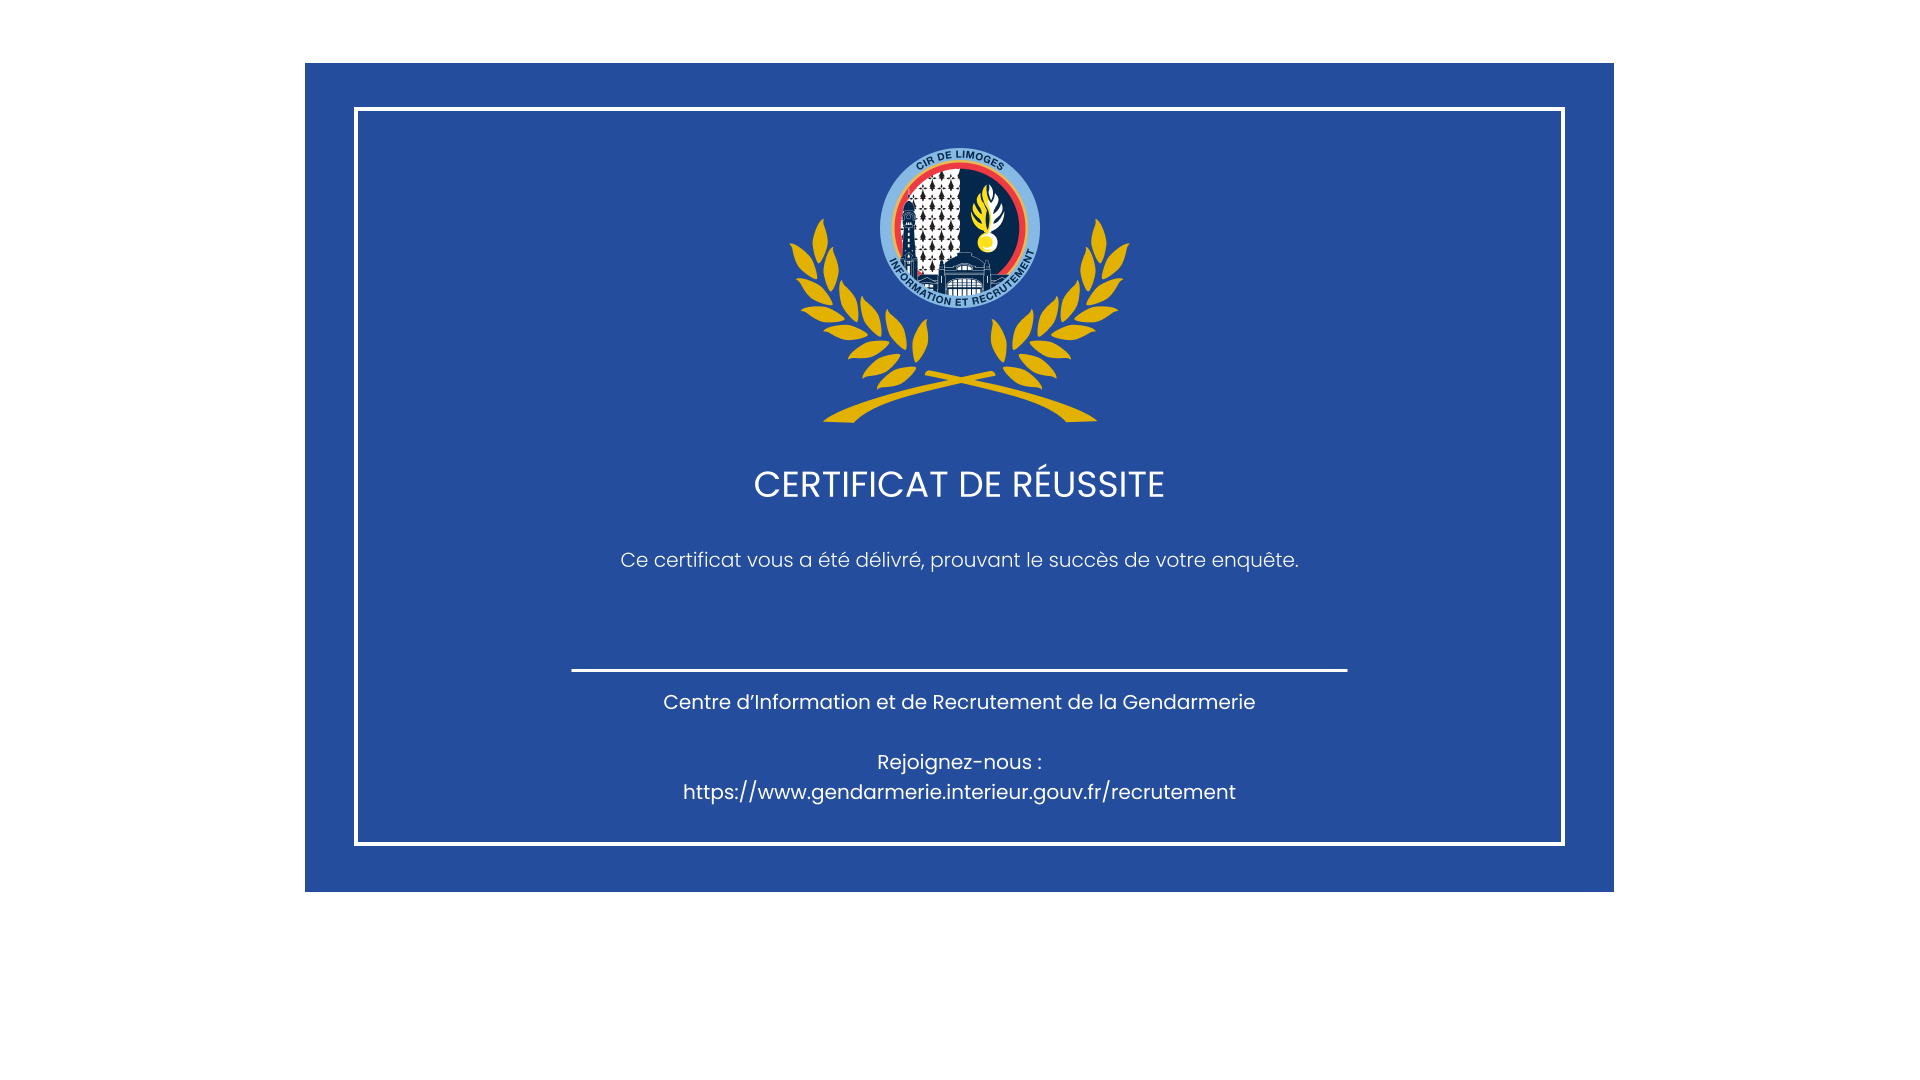 CIR DE LIMOGES
INFORMATION ET RECRUTEMENT
CERTIFICAT DE RÉUSSITE
Ce certificat vous a été délivré, prouvant le succès de votre enquête.
Centre d’Information et de Recrutement de la Gendarmerie
Rejoignez-nous :
https://www.gendarmerie.interieur.gouv.fr/recrutement